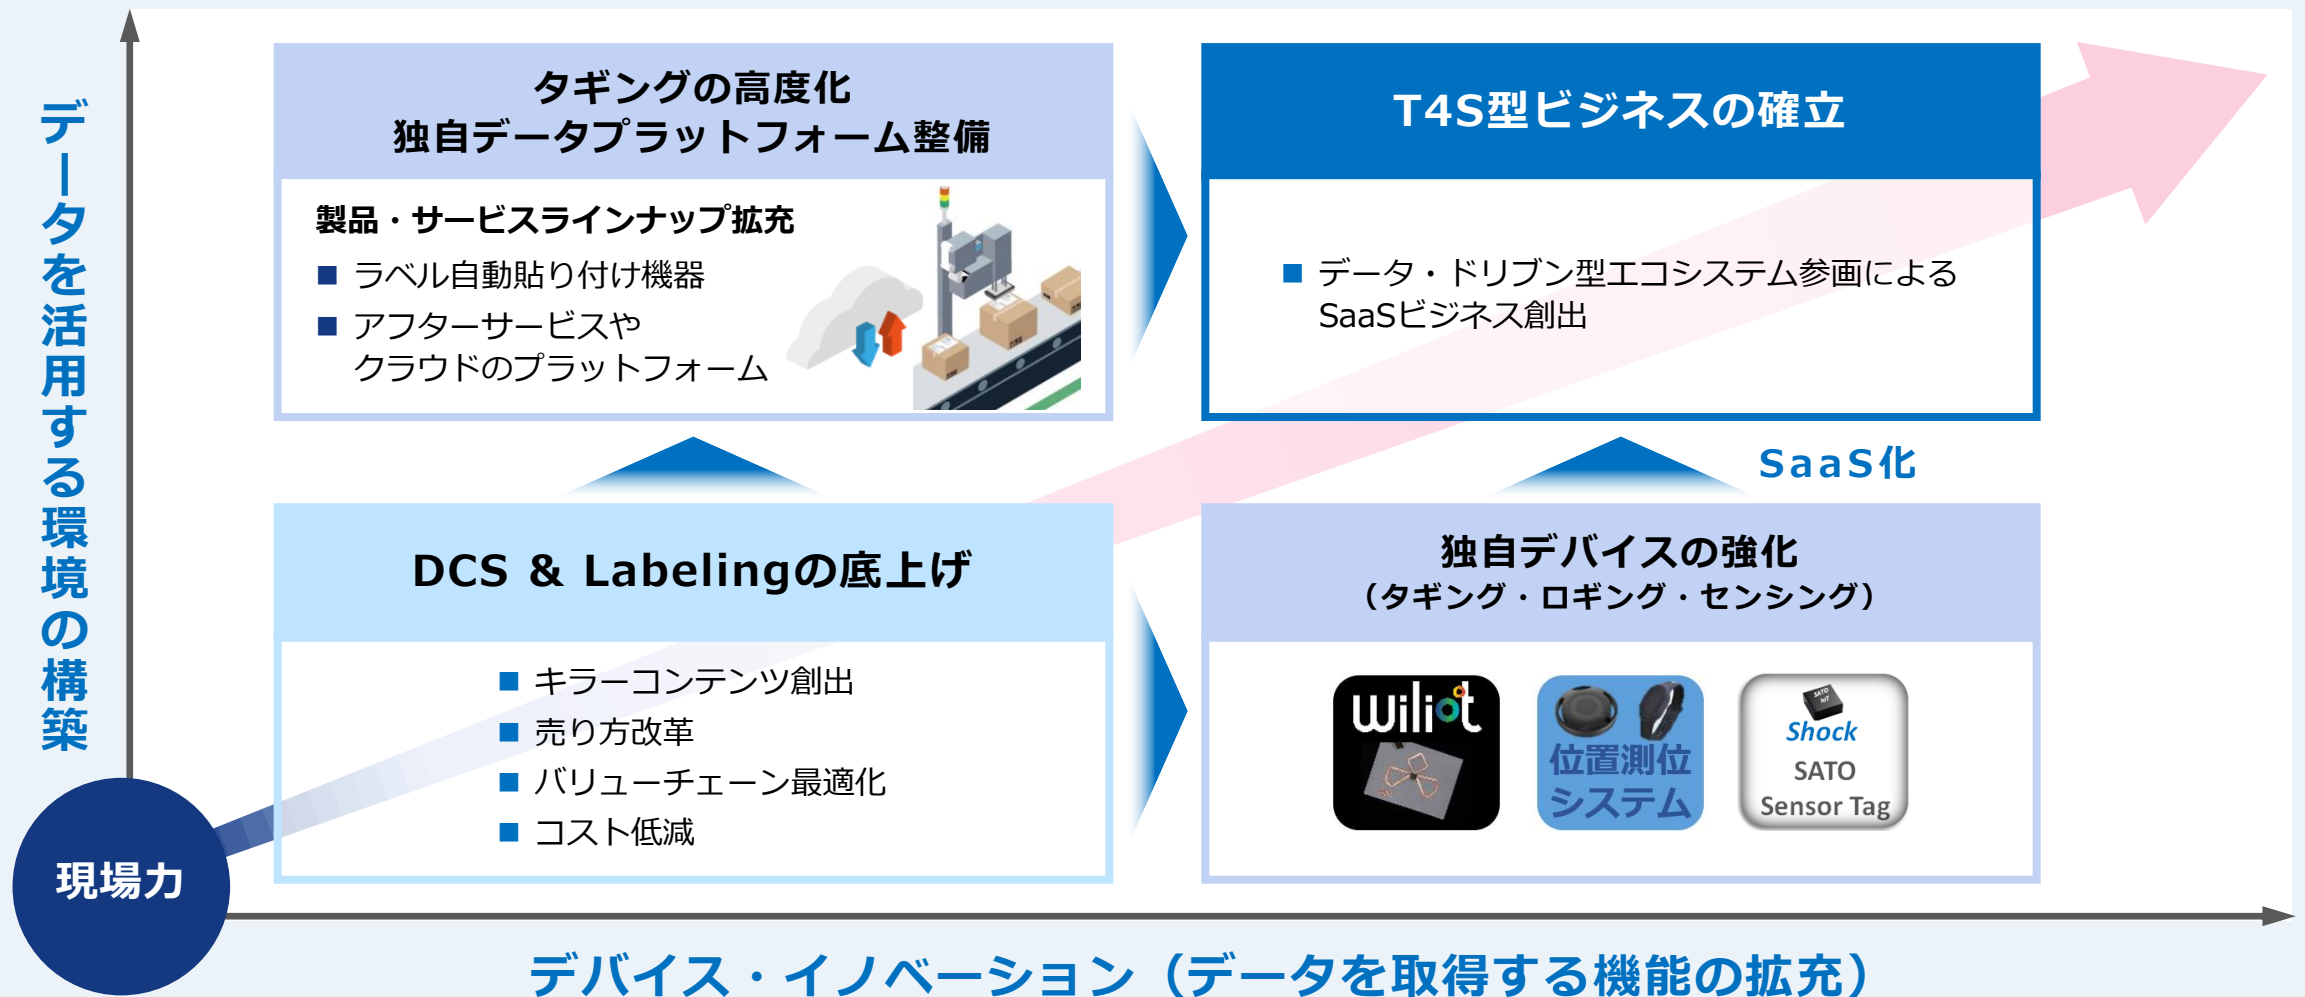 データを活用する環境の構築
タギングの高度化
独自データプラットフォーム整備
製品・サービスラインナップ拡充
■ ラベル自動貼り付け機器
■ アフターサービスや
クラウドのプラットフォーム
T4S型ビジネスの確立
■ データ・ドリブン型エコシステム参画による
SaaSビジネス創出
SaaS化
DCS & Labelingの底上げ
■ キラーコンテンツ創出
■ 売り方改革
■ バリューチェーン最適化
■ コスト低減
独自デバイスの強化
（タギング・ロギング・センシング）
wiliot
位置測位
システム
SATO
IoT
Shock
SATO
Sensor Tag
現場力
デバイス・イノベーション（データを取得する機能の拡充）